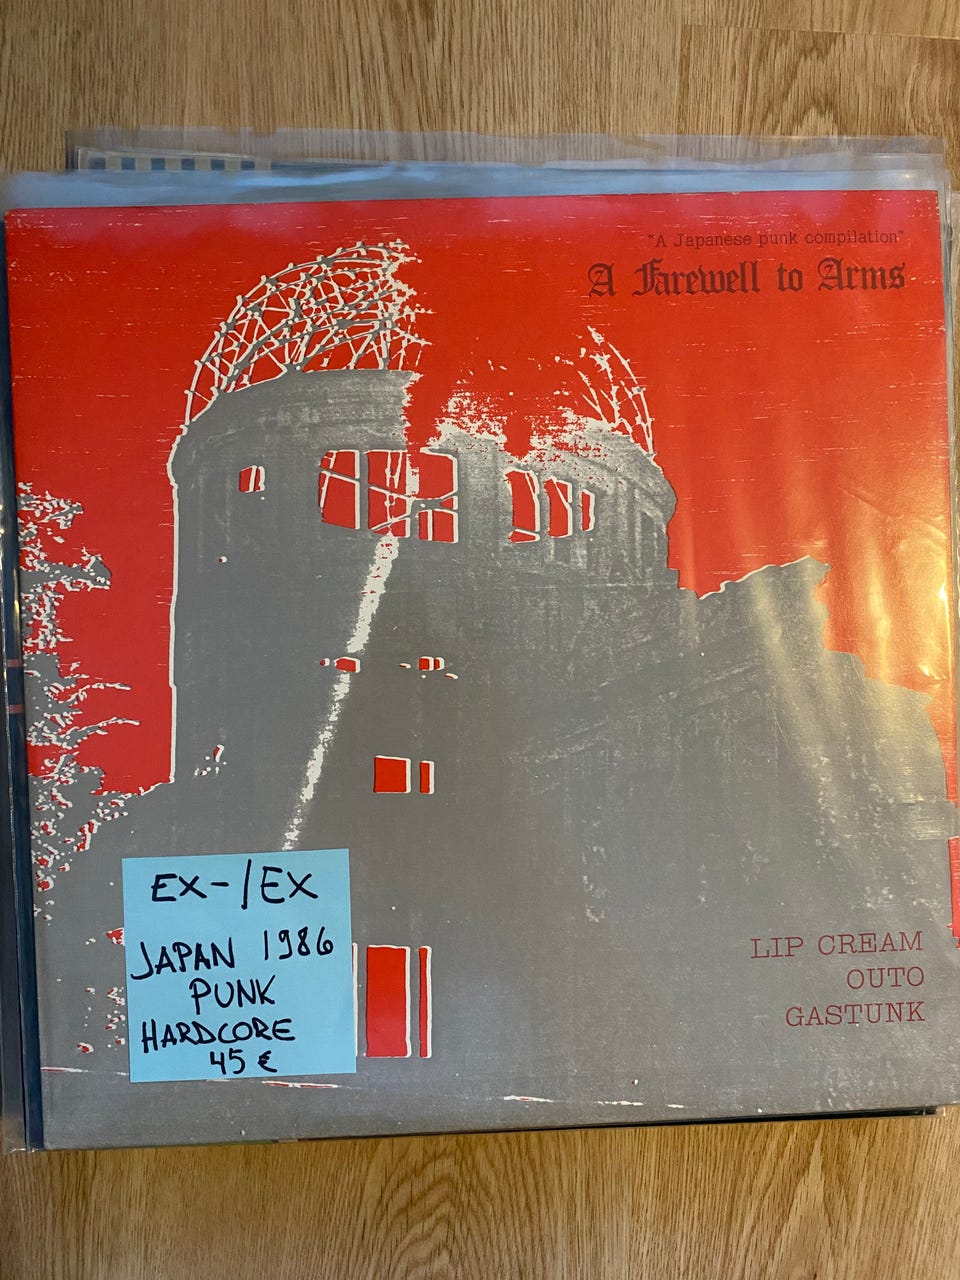 "A Japanese punk compilation"
A Farewell to Arms
EX-/EX
JAPAN 1986
PUNK
HARDCORE
45 €
LIP CREAM
OUTO
GASTUNK